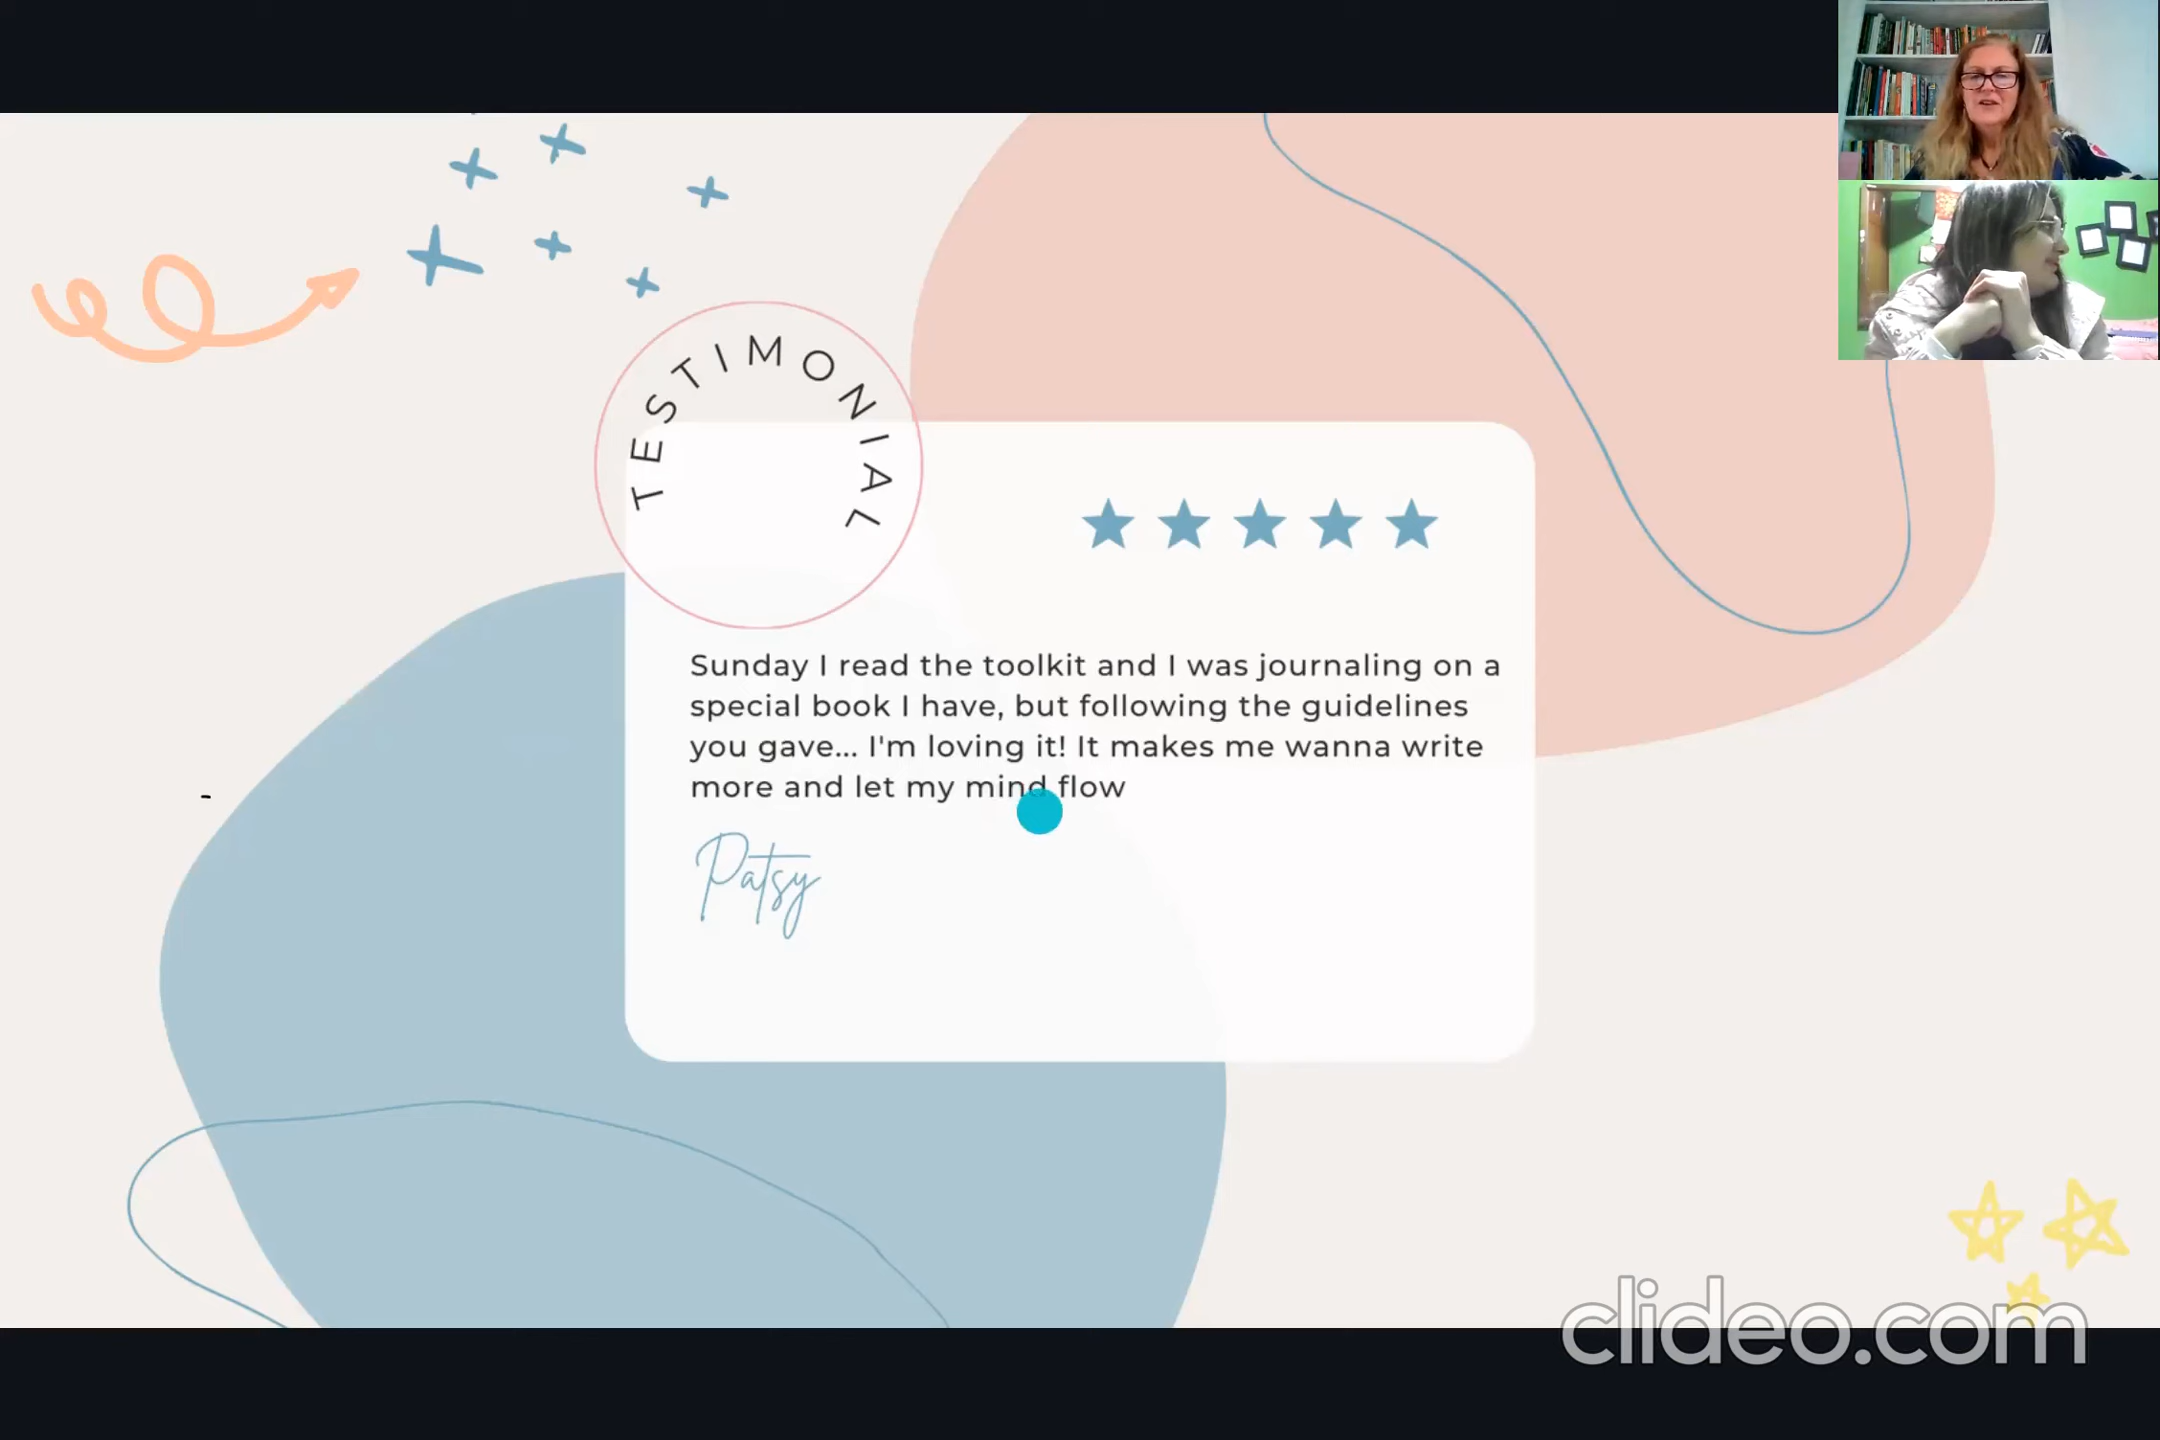 TESTIMONIAL
Sunday I read the toolkit and I was journaling on a
special book I have, but following the guidelines
you gave... I'm loving it! It makes me wanna write
more and let my mind flow
Patsy
clideo.com